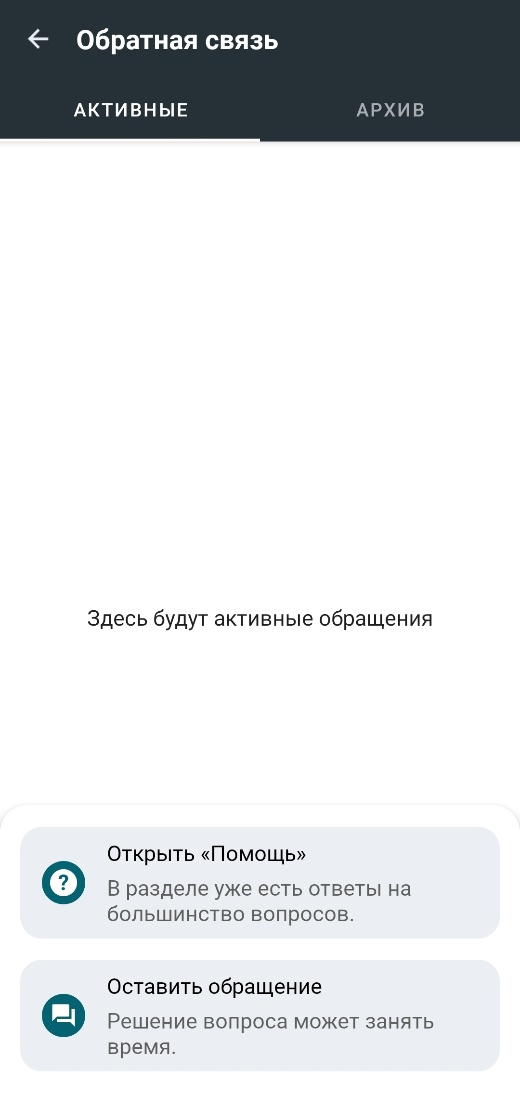 Обратная связь
АКТИВНЫЕ
АРХИВ
Здесь будут активные обращения
Открыть «Помощь»
В разделе уже есть ответы на
большинство вопросов.
Оставить обращение
Решение вопроса может занять
время.